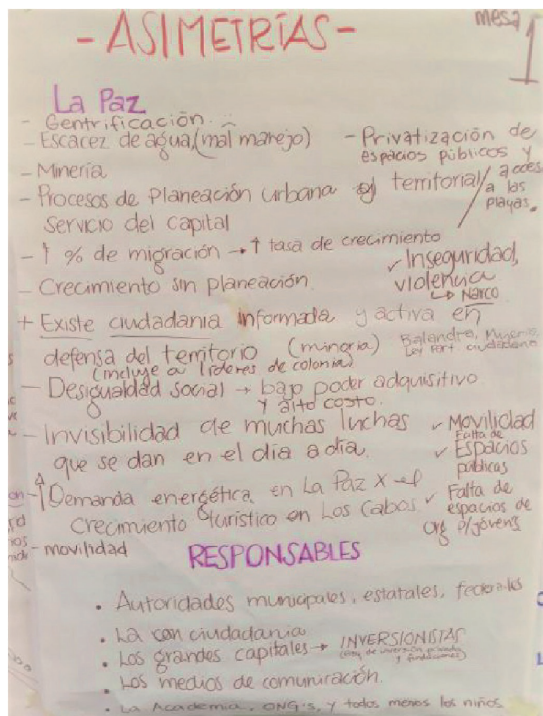 - ASIMETRÍAS -
mesa 1
La Paz
- Gentrificación.
- Escacez de agua (mal manejo)
- Privatización de
espacios públicos y
acceso
a las
playas.
- Minería
- Procesos de Planeación urbana y territorial /
servicio del capital
- ↑ % de migración → ↑ tasa de crecimiento
- Crecimiento sin planeación.
✓ Inseguridad,
violencia
↳ Narco
+ Existe ciudadanía informada y activa en
defensa del territorio (minoría)
(incluye a líderes de colonia)
Balandra,
Ley Part. ciudadana
- Desigualdad social → bajo poder adquisitivo
y alto costo.
- Invisibilidad de muchas luchas
que se dan en el día a día.
✓ Movilidad
✓ Falta de
Espacios
públicos
- ↑ Demanda energética en La Paz x el
Crecimiento turístico en Los Cabos
✓ Falta de
espacios de
org p/jóvens
- movilidad
RESPONSABLES
• Autoridades municipales, estatales, federales
• La ciudadanía
• Los grandes capitales → INVERSIONISTAS
• Los medios de comunicación.
• La Academia, ONG's, y todos menos los niños